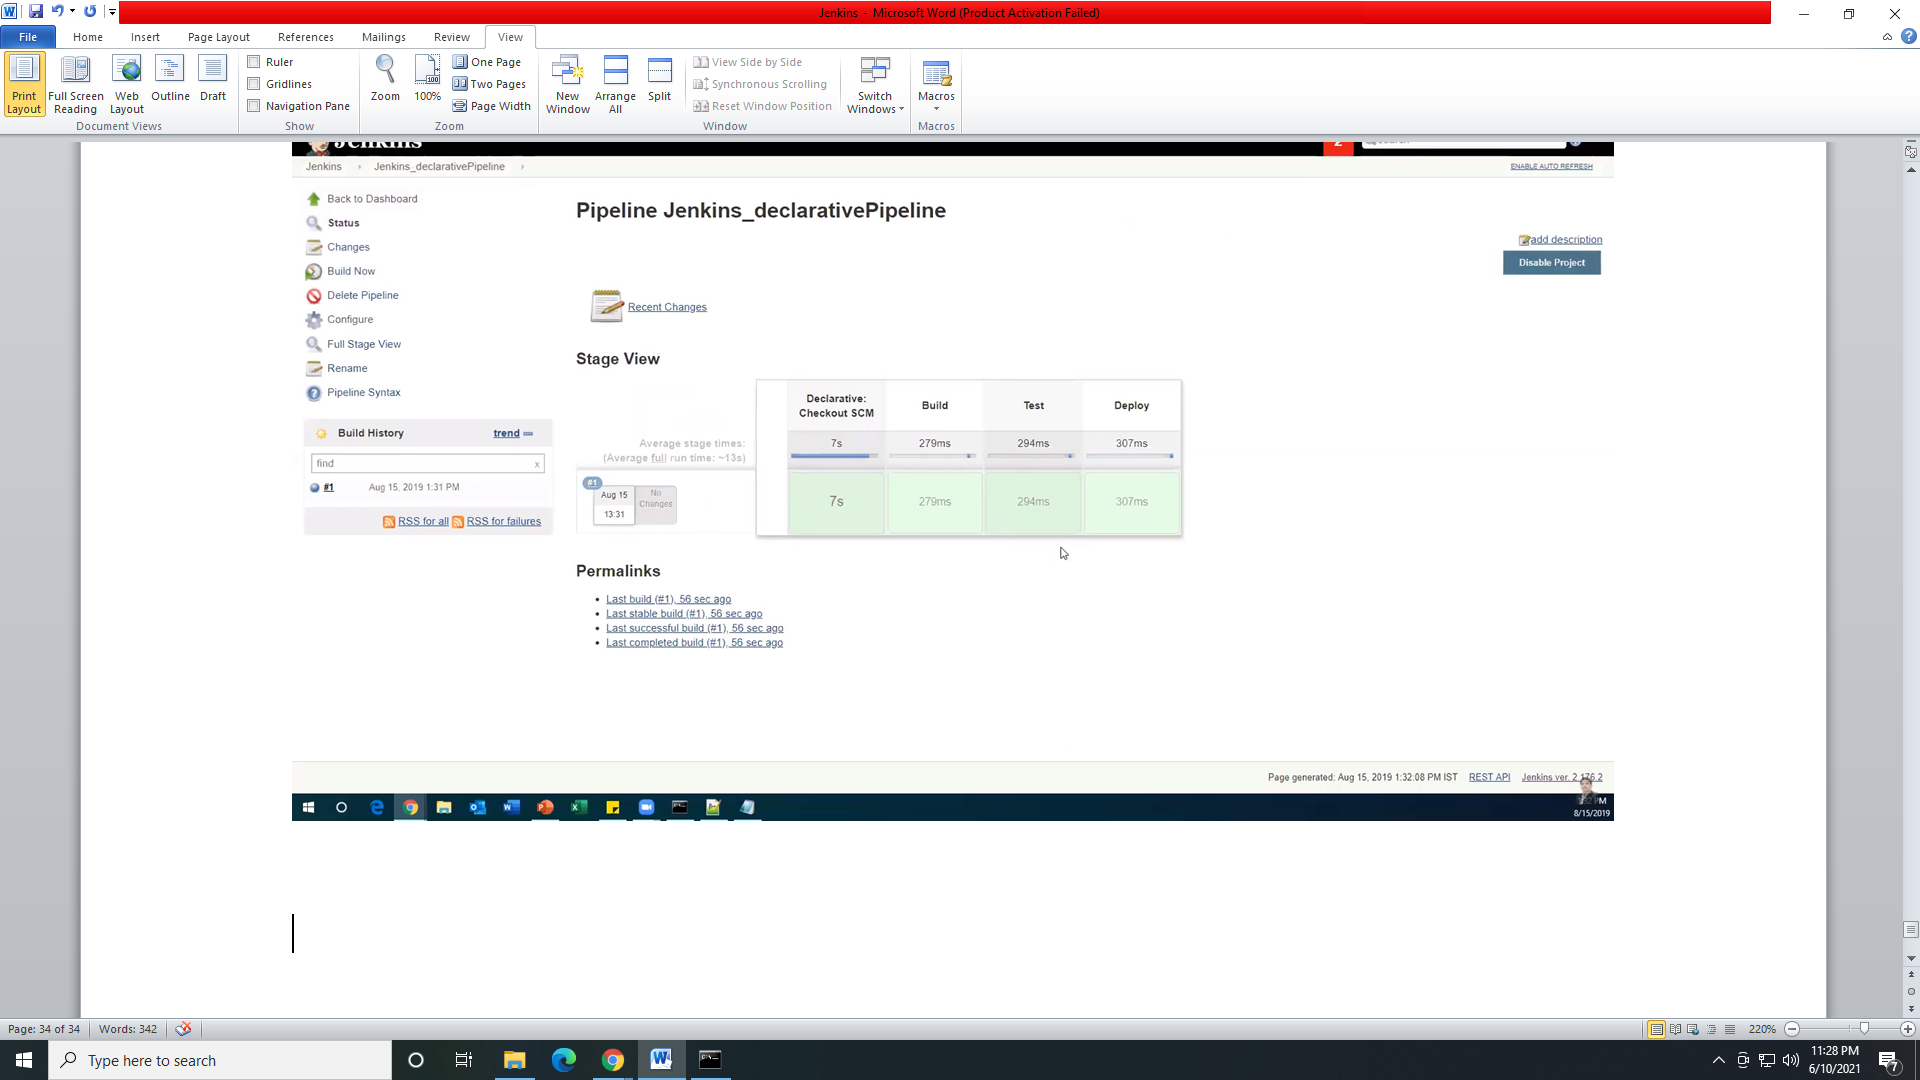 Jenkins - Microsoft Word (Product Activation Failed)
File Home Insert Page Layout References Mailings Review View
Print Layout
Full Screen Reading
Web Layout
Outline
Draft
Document Views
Ruler
Gridlines
Navigation Pane
Show
Zoom
100%
One Page
Two Pages
Page Width
Zoom
New Window
Arrange All
Split
View Side by Side
Synchronous Scrolling
Reset Window Position
Window
Switch Windows
Macros
Macros
Jenkins
2
Jenkins Jenkins_declarativePipeline
ENABLE AUTO REFRESH
Back to Dashboard
Status
Changes
Build Now
Delete Pipeline
Configure
Full Stage View
Rename
Pipeline Syntax
Build History trend
find x
#1 Aug 15, 2019 1:31 PM
RSS for all RSS for failures
Pipeline Jenkins_declarativePipeline
add description
Disable Project
Recent Changes
Stage View
Declarative: Checkout SCM
Build
Test
Deploy
Average stage times:
(Average full run time: ~13s)
7s 279ms 294ms 307ms
#1
Aug 15
13:31
No Changes
7s 279ms 294ms 307ms
Permalinks
Last build (#1), 56 sec ago
Last stable build (#1), 56 sec ago
Last successful build (#1), 56 sec ago
Last completed build (#1), 56 sec ago
Page generated: Aug 15, 2019 1:32:08 PM IST REST API Jenkins ver. 2.176.2
8/15/2019
Page: 34 of 34 Words: 342
220%
Type here to search
11:28 PM
6/10/2021
7